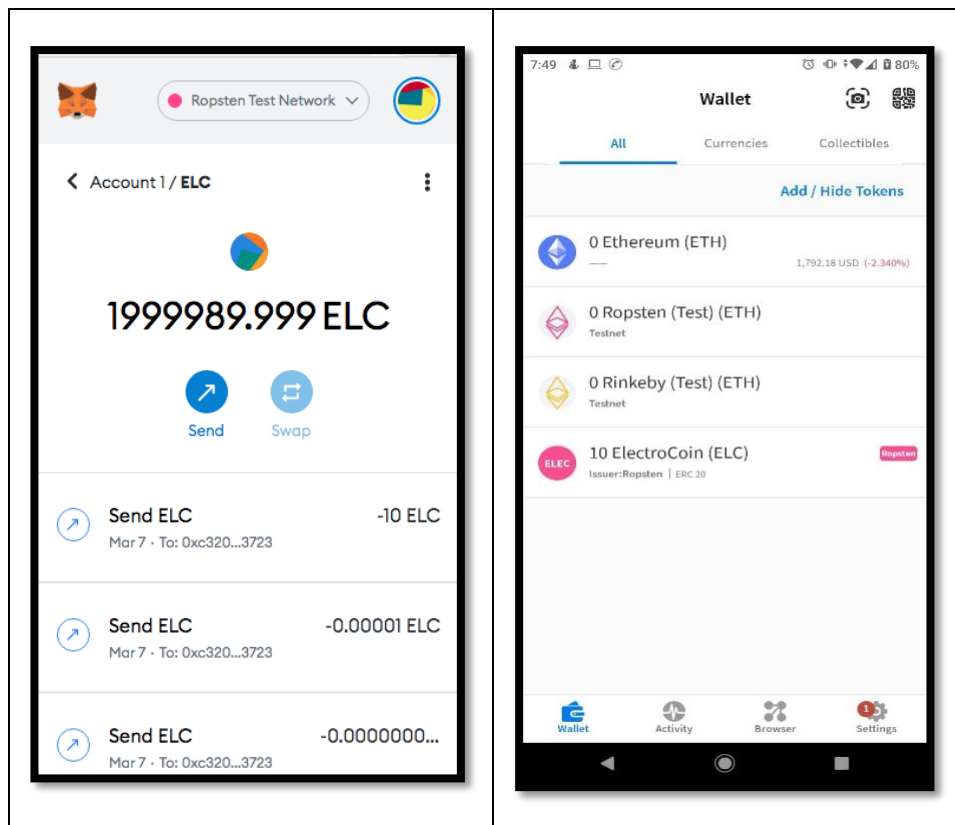 Ropsten Test Network
Account 1 / ELC
1999989.999 ELC
Send Swap
Send ELC -10 ELC
Mar 7 · To: 0xc320...3723
Send ELC -0.00001 ELC
Mar 7 · To: 0xc320...3723
Send ELC -0.0000000...
Mar 7 · To: 0xc320...3723
7:49 80%
Wallet
All Currencies Collectibles
Add / Hide Tokens
0 Ethereum (ETH)
1,792.18 USD (-2.340%)
0 Ropsten (Test) (ETH)
Testnet
0 Rinkeby (Test) (ETH)
Testnet
ELEC
10 ElectroCoin (ELC) Ropsten
Issuer:Ropsten | ERC 20
1
Wallet Activity Browser Settings